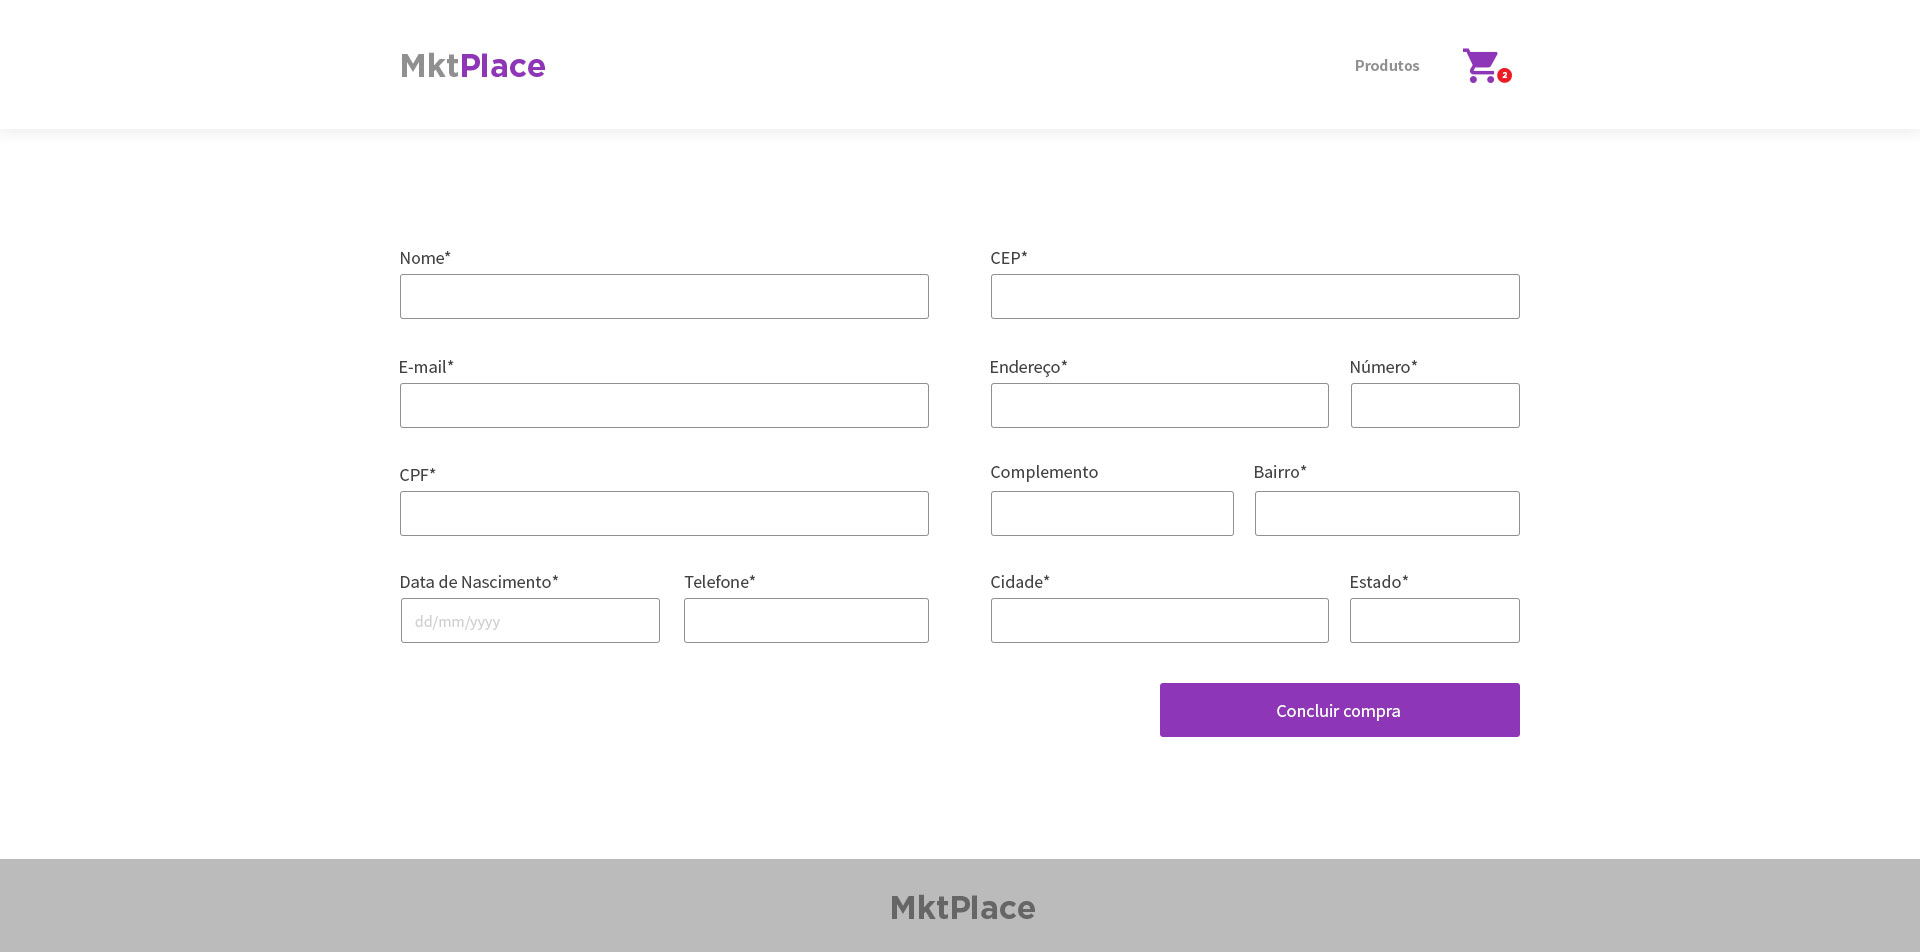 MktPlace
Produtos
2
Nome*
CEP*
E-mail*
Endereço*
Número*
CPF*
Complemento
Bairro*
Data de Nascimento*
Telefone*
Cidade*
Estado*
dd/mm/yyyy
Concluir compra
MktPlace